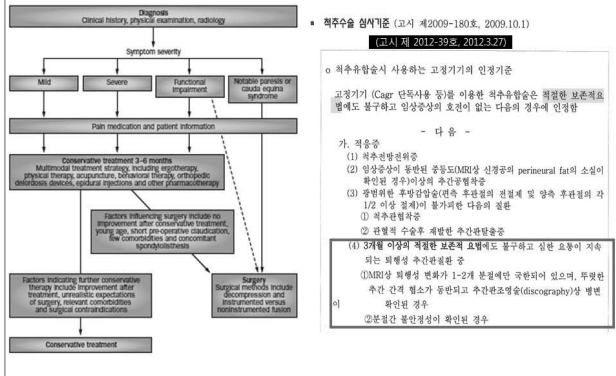 Diagnosis
Clinical history, physical examination, radiology
Symptom severity
Mild
Severe
Functional
impairment
Notable paresis or
cauda equina
syndrome
Pain medication and patient information
Conservative treatment 3–6 months
Multimodal treatment strategy, including ergotherapy,
physical therapy, acupuncture, behavioral therapy, orthopedic
delordosis devices, epidural injections and other pharmacotherapy
Factors influencing surgery include no
improvement after conservative treatment,
young age, short pre-operative claudication,
few comorbidities and concomitant
spondylolisthesis
Factors indicating further conservative
therapy include improvement after
treatment, unrealistic expectations
of surgery, relevant comorbidities
and surgical contraindications
Surgery
Surgical methods include
decompression and
instrumented versus
noninstrumented fusion
Conservative treatment
▪ 척추수술 심사기준 (고시 제2009-180호, 2009.10.1)
(고시 제 2012-39호, 2012.3.27)
o 척추유합술시 사용하는 고정기기의 인정기준
고정기기 (Cagr 단독사용 등)를 이용한 척추유합술은 적절한 보존적요
법에도 불구하고 임상증상의 호전이 없는 다음의 경우에 인정함
- 다 음 -
가. 적응증
(1) 척추전방전위증
(2) 임상증상이 동반된 중등도(MRI상 신경공의 perineural fat의 소실이
확인된 경우)이상의 추간공협착증
(3) 광범위한 후방감압술(편측 후관절의 전절제 및 양측 후관절의 각
1/2 이상 절제)이 불가피한 다음의 질환
① 척추관협착증
② 관혈적 수술후 재발한 추간판탈출증
(4) 3개월 이상의 적절한 보존적 요법에도 불구하고 심한 요통이 지속
되는 퇴행성 추간판질환 중
①MRI상 퇴행성 변화가 1-2개 분절에만 국한되어 있으며, 뚜렷한
추간 간격 협소가 동반되고 추간판조영술(discography)상 병변
이 확인된 경우
②분절간 불안정성이 확인된 경우